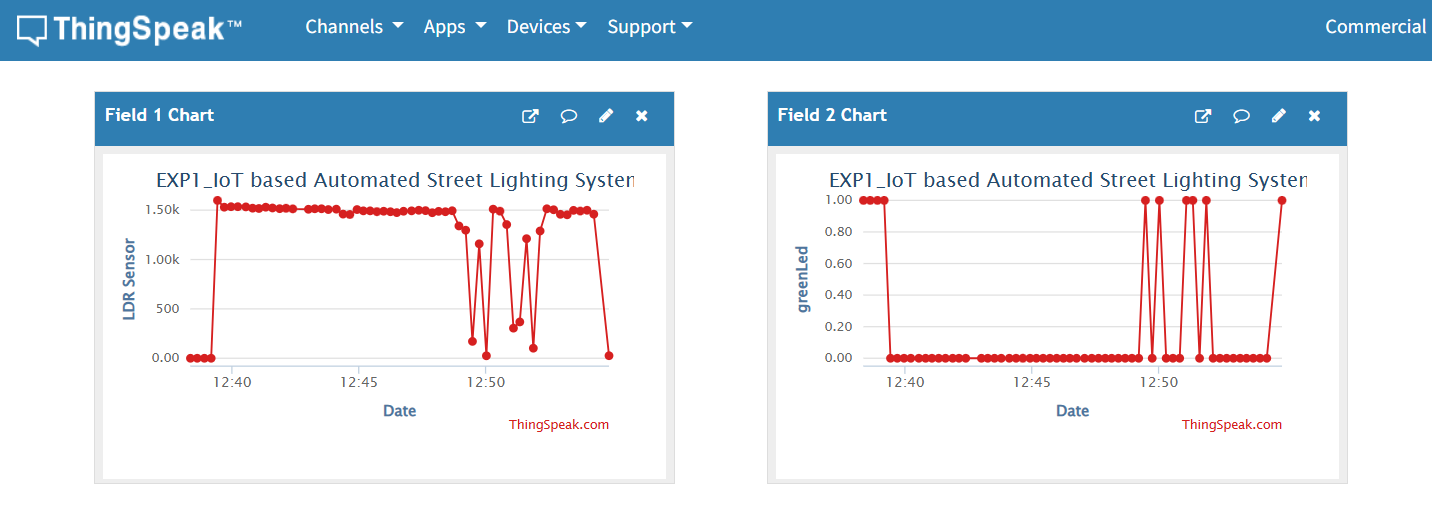 ThingSpeak™ Channels Apps Devices Support Commercial
Field 1 Chart
EXP1_IoT based Automated Street Lighting System
LDR Sensor
1.50k
1.00k
500
0.00
12:40 12:45 12:50
Date
ThingSpeak.com
Field 2 Chart
EXP1_IoT based Automated Street Lighting System
greenLed
1.00
0.80
0.60
0.40
0.20
0.00
12:40 12:45 12:50
Date
ThingSpeak.com